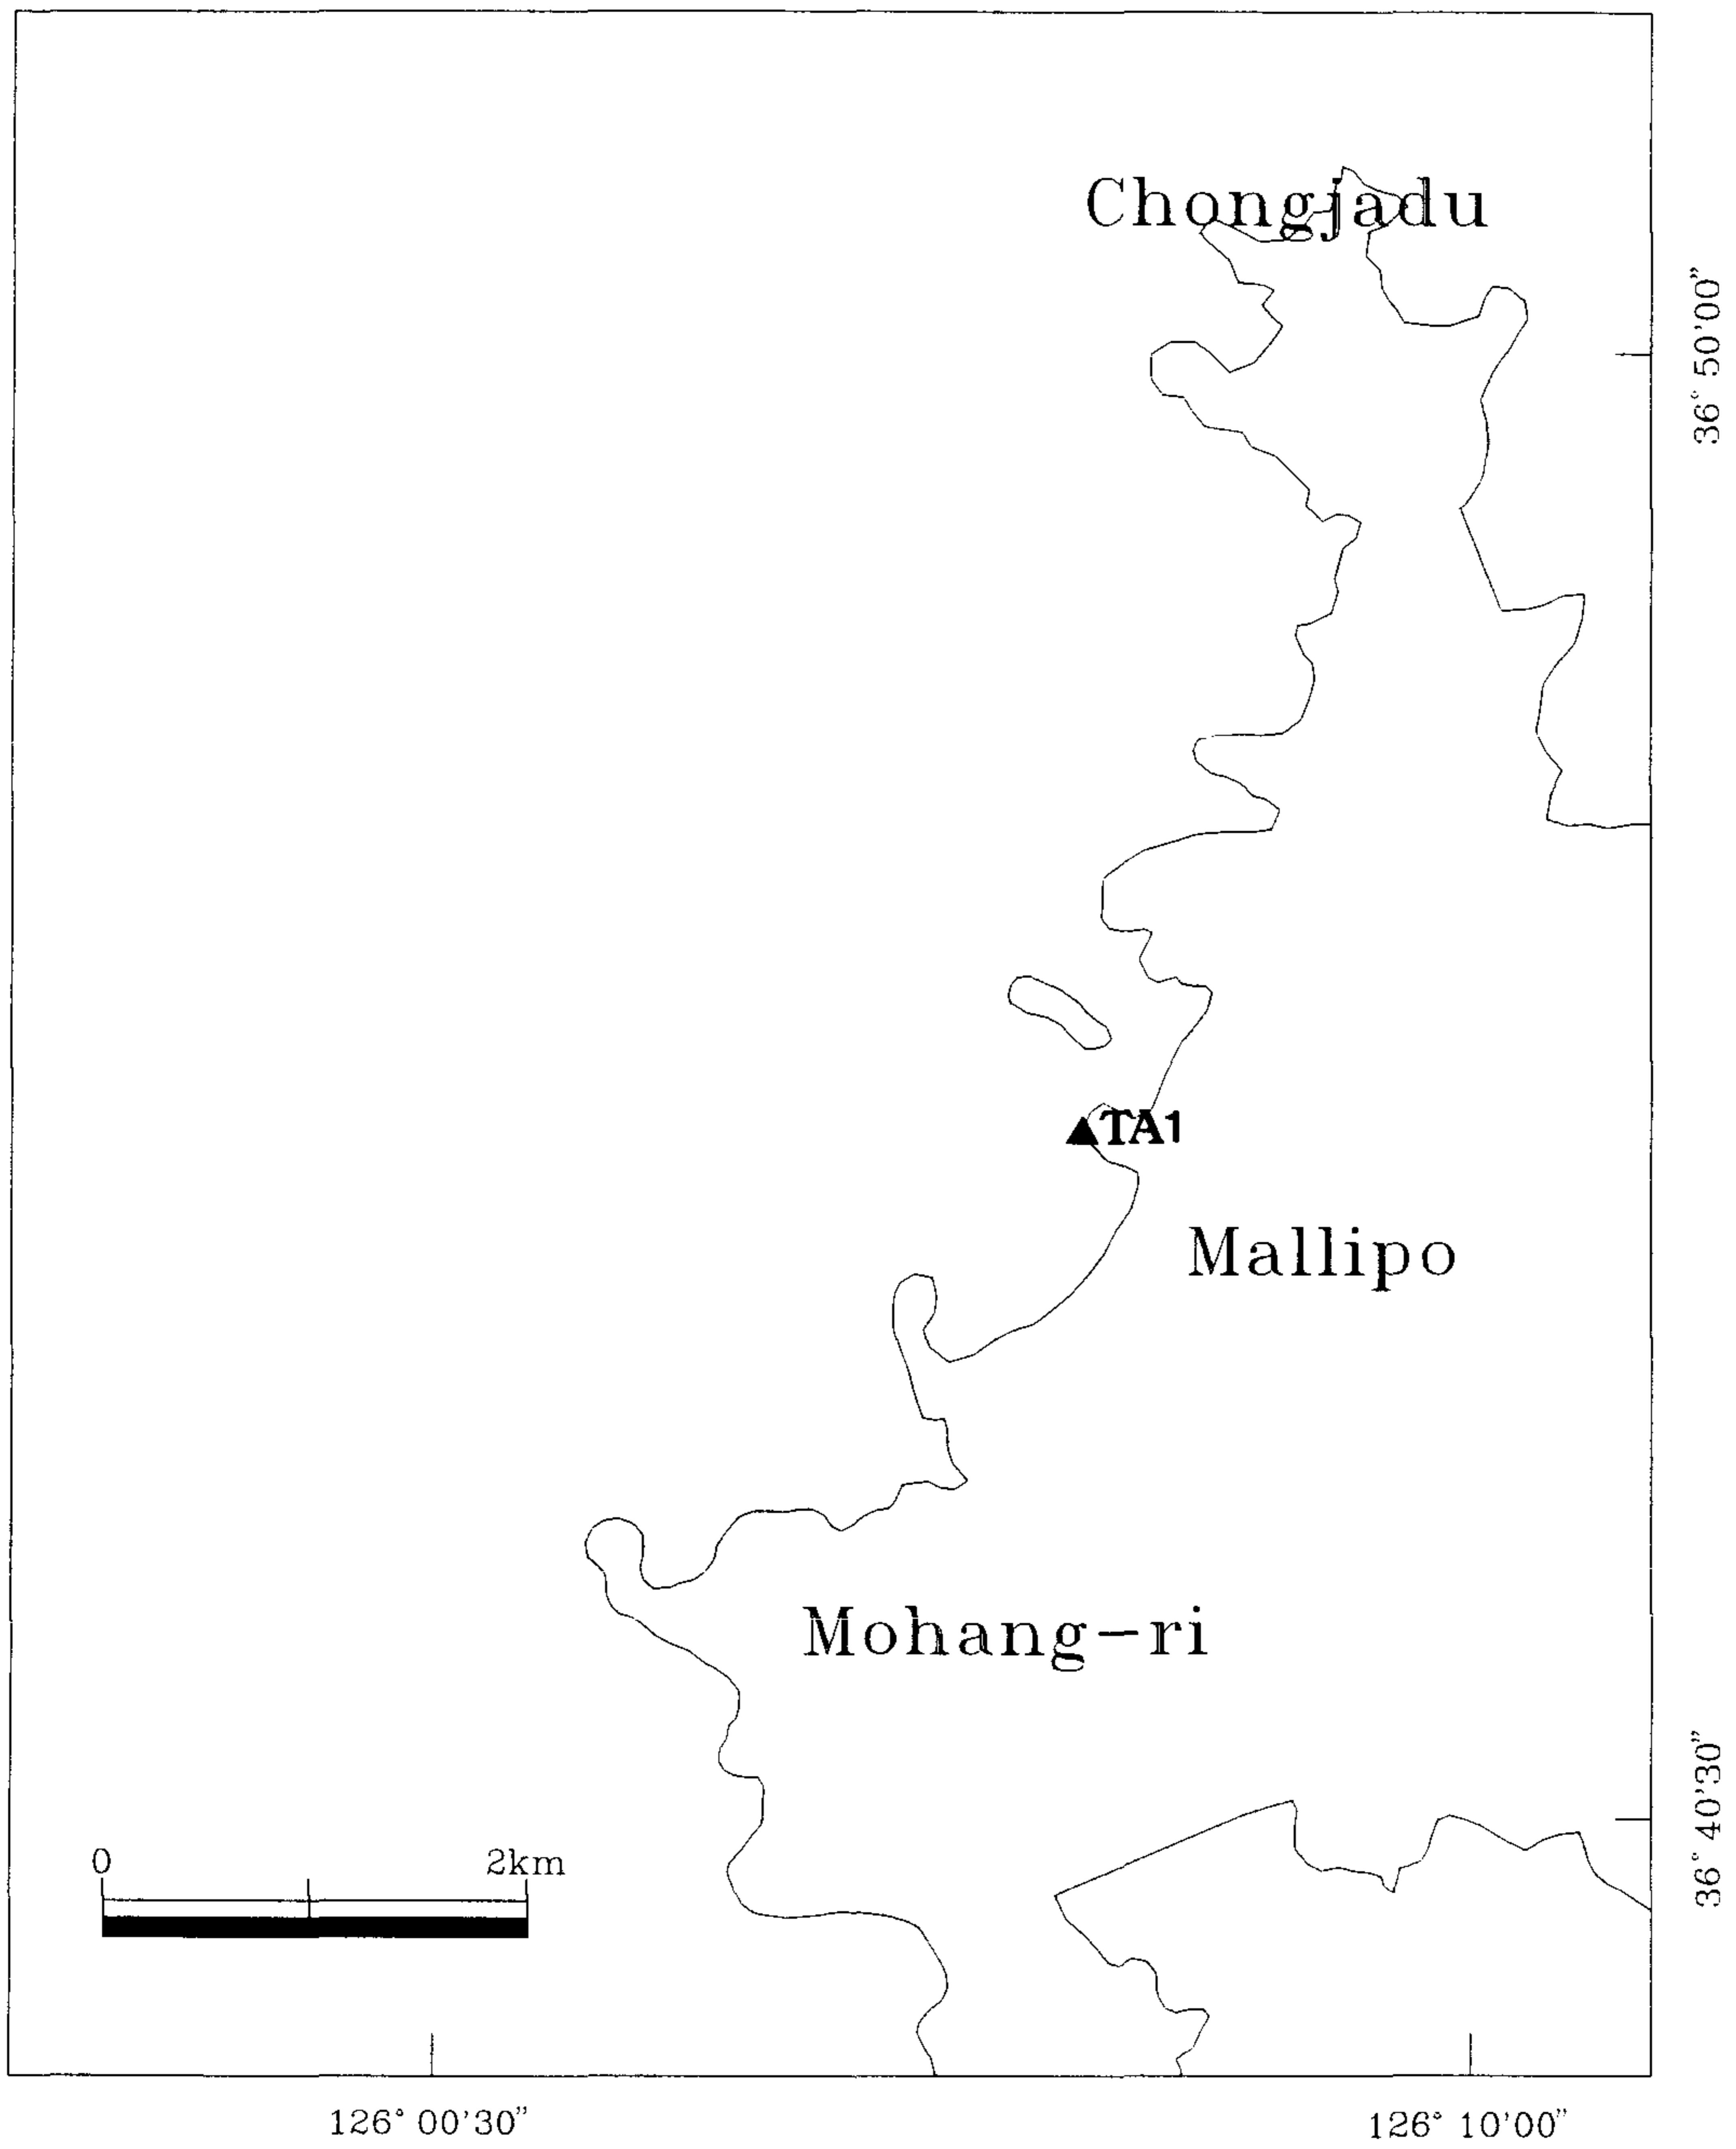 Chongjadu
36° 50'00"
TA1
Mallipo
Mohang-ri
36° 40'30"
0
2km
126° 00'30"
126° 10'00"